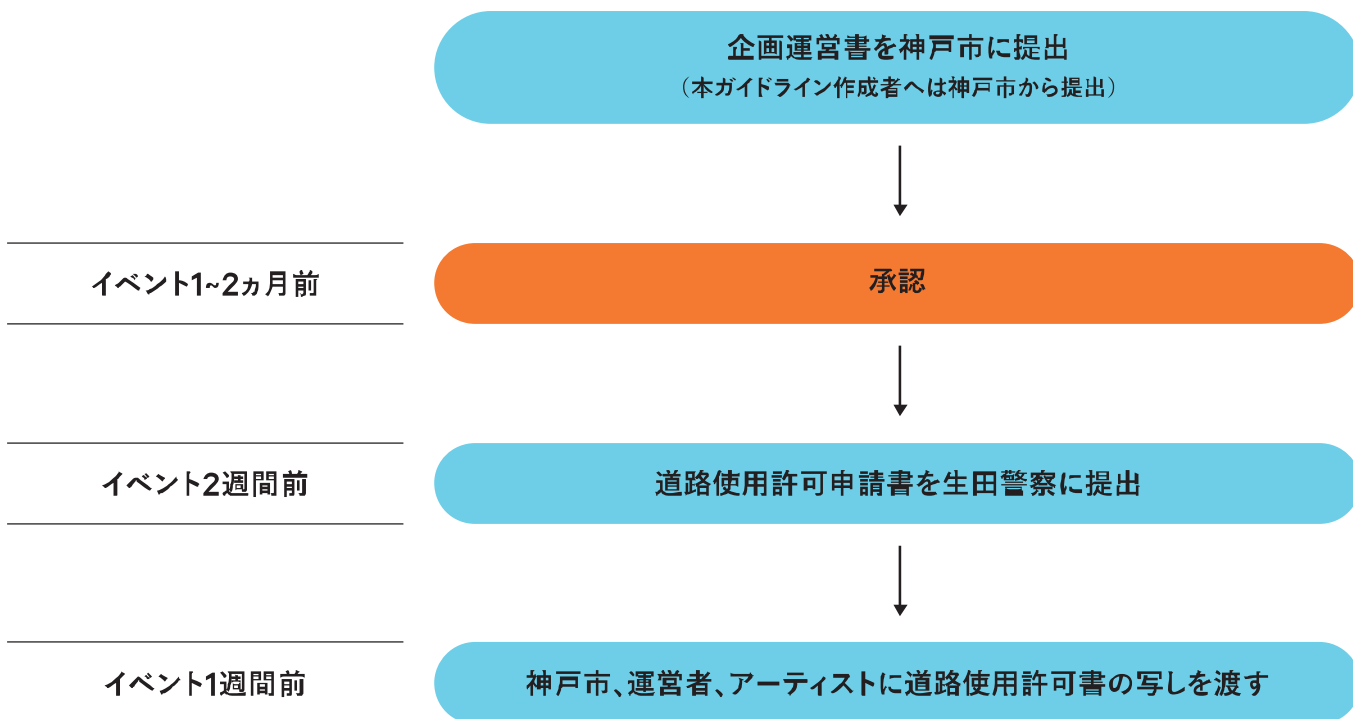 企画運営書を神戸市に提出
（本ガイドライン作成者へは神戸市から提出）
イベント1~2ヵ月前
承認
イベント2週間前
道路使用許可申請書を生田警察に提出
イベント1週間前
神戸市、運営者、アーティストに道路使用許可書の写しを渡す